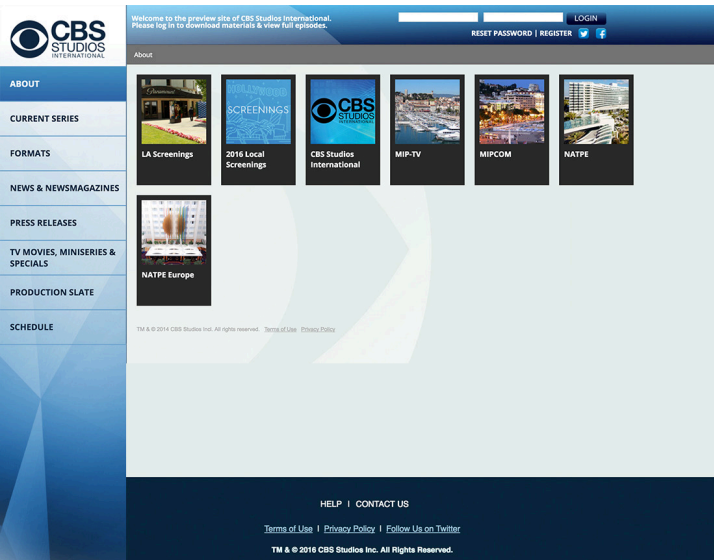 CBS
STUDIOS
INTERNATIONAL
Welcome to the preview site of CBS Studios International.
Please log in to download materials & view full episodes.
LOGIN
RESET PASSWORD | REGISTER
About
ABOUT
CURRENT SERIES
FORMATS
NEWS & NEWSMAGAZINES
PRESS RELEASES
TV MOVIES, MINISERIES &
SPECIALS
PRODUCTION SLATE
SCHEDULE
Paramount
LA Screenings
HOLLYWOOD
SCREENINGS
2016 Local
Screenings
CBS
STUDIOS
INTERNATIONAL
CBS Studios
International
MIP-TV
MIPCOM
NATPE
NATPE Europe
TM & © 2014 CBS Studios Inc. All rights reserved. Terms of Use Privacy Policy
HELP | CONTACT US
Terms of Use | Privacy Policy | Follow Us on Twitter
TM & © 2016 CBS Studios Inc. All Rights Reserved.